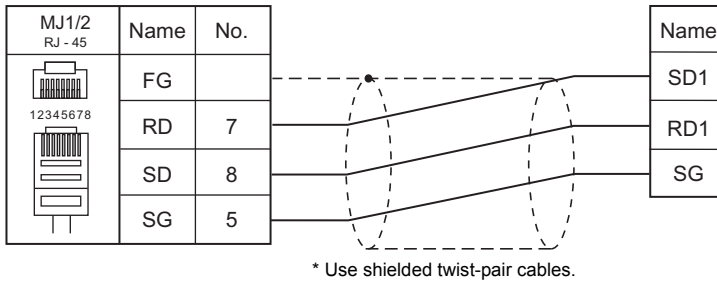 MJ1/2 Name No. Name
RJ - 45
FG SD1
12345678
RD 7 RD1
SD 8 SG
SG 5
* Use shielded twist-pair cables.